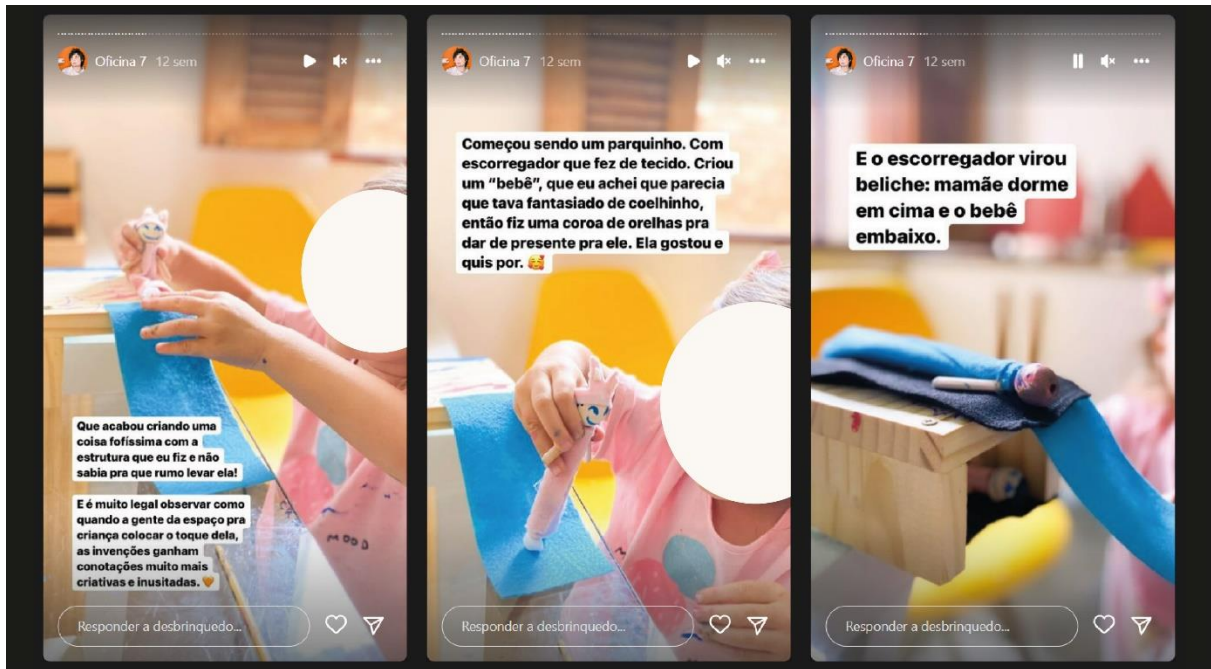 Oficina 7 12 sem
Que acabou criando uma
coisa fofíssima com a
estrutura que eu fiz e não
sabia pra que rumo levar ela!
E é muito legal observar como
quando a gente da espaço pra
criança colocar o toque dela,
as invenções ganham
conotações muito mais
criativas e inusitadas. 🧡
MOOD
Responder a desbrinquedo...
Oficina 7 12 sem
Começou sendo um parquinho. Com
escorregador que fez de tecido. Criou
um “bebê”, que eu achei que parecia
que tava fantasiado de coelhinho,
então fiz uma coroa de orelhas pra
dar de presente pra ele. Ela gostou e
quis por. 🥰
Responder a desbrinquedo...
Oficina 7 12 sem
E o escorregador virou
beliche: mamãe dorme
em cima e o bebê
embaixo.
Responder a desbrinquedo...